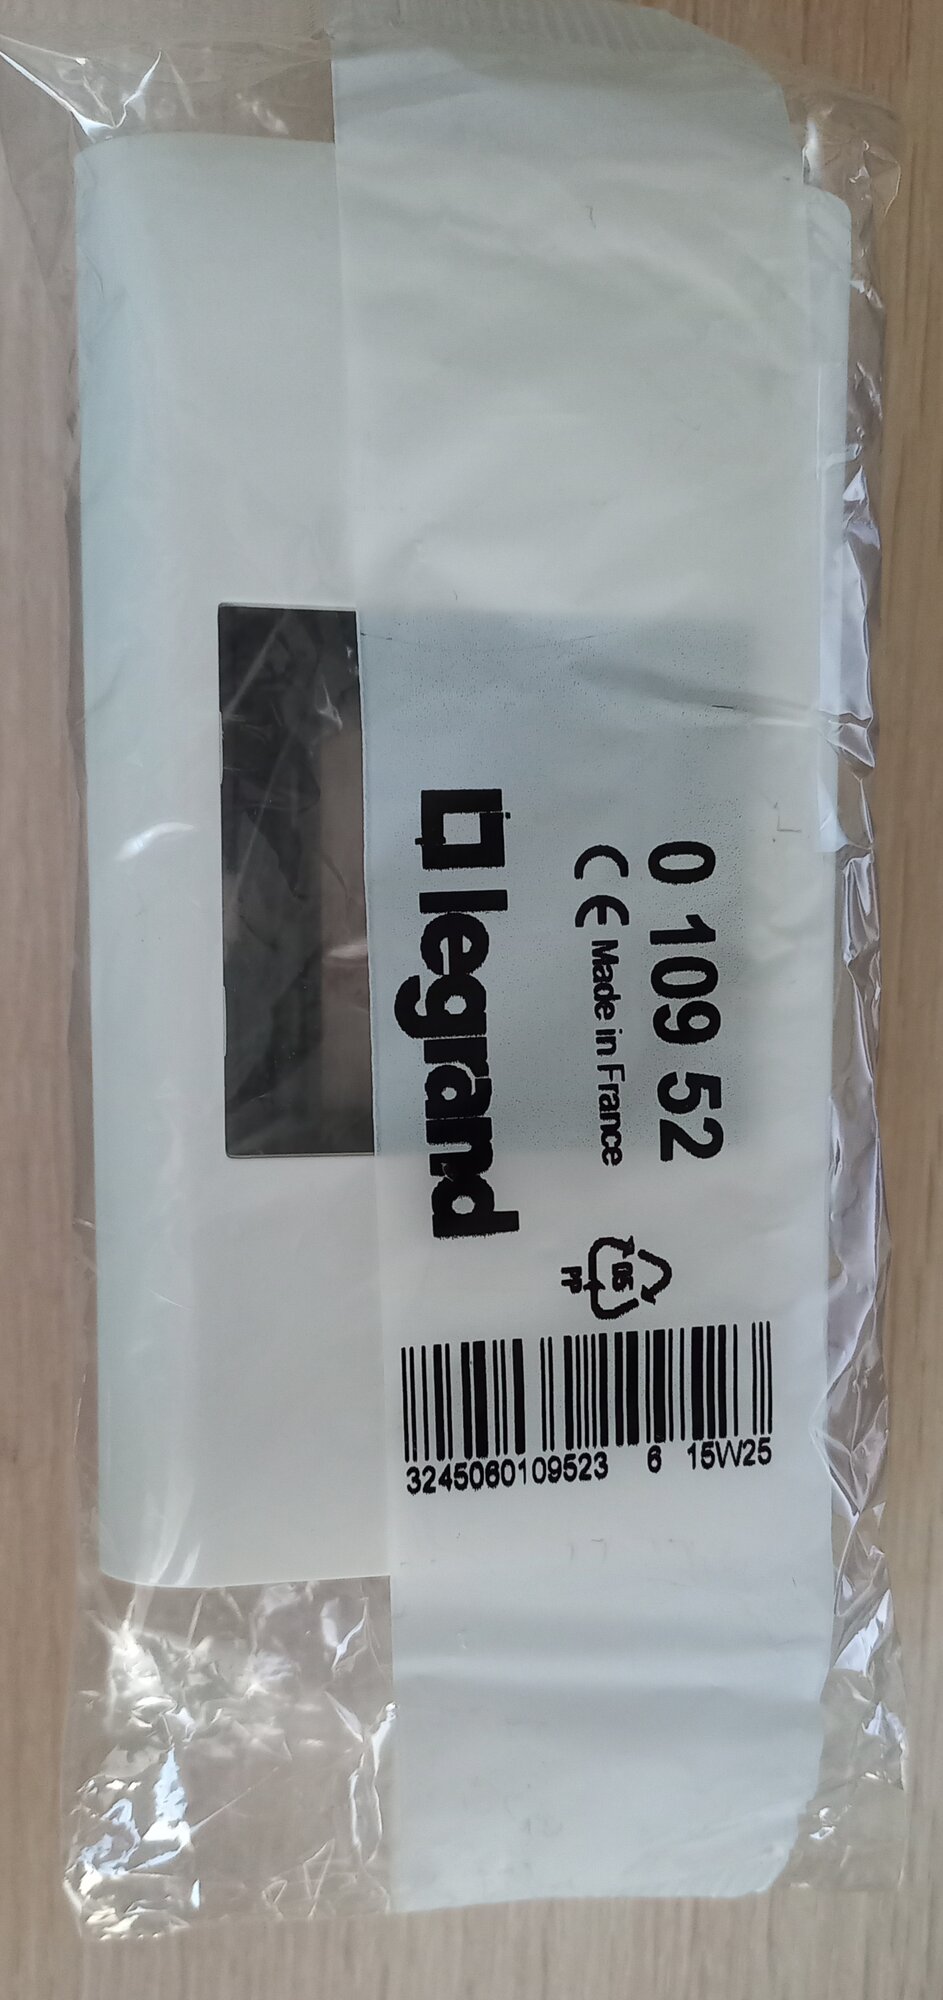 0 109 52
CE Made in France
legrand
05
PP
3245060109523 6 15W25